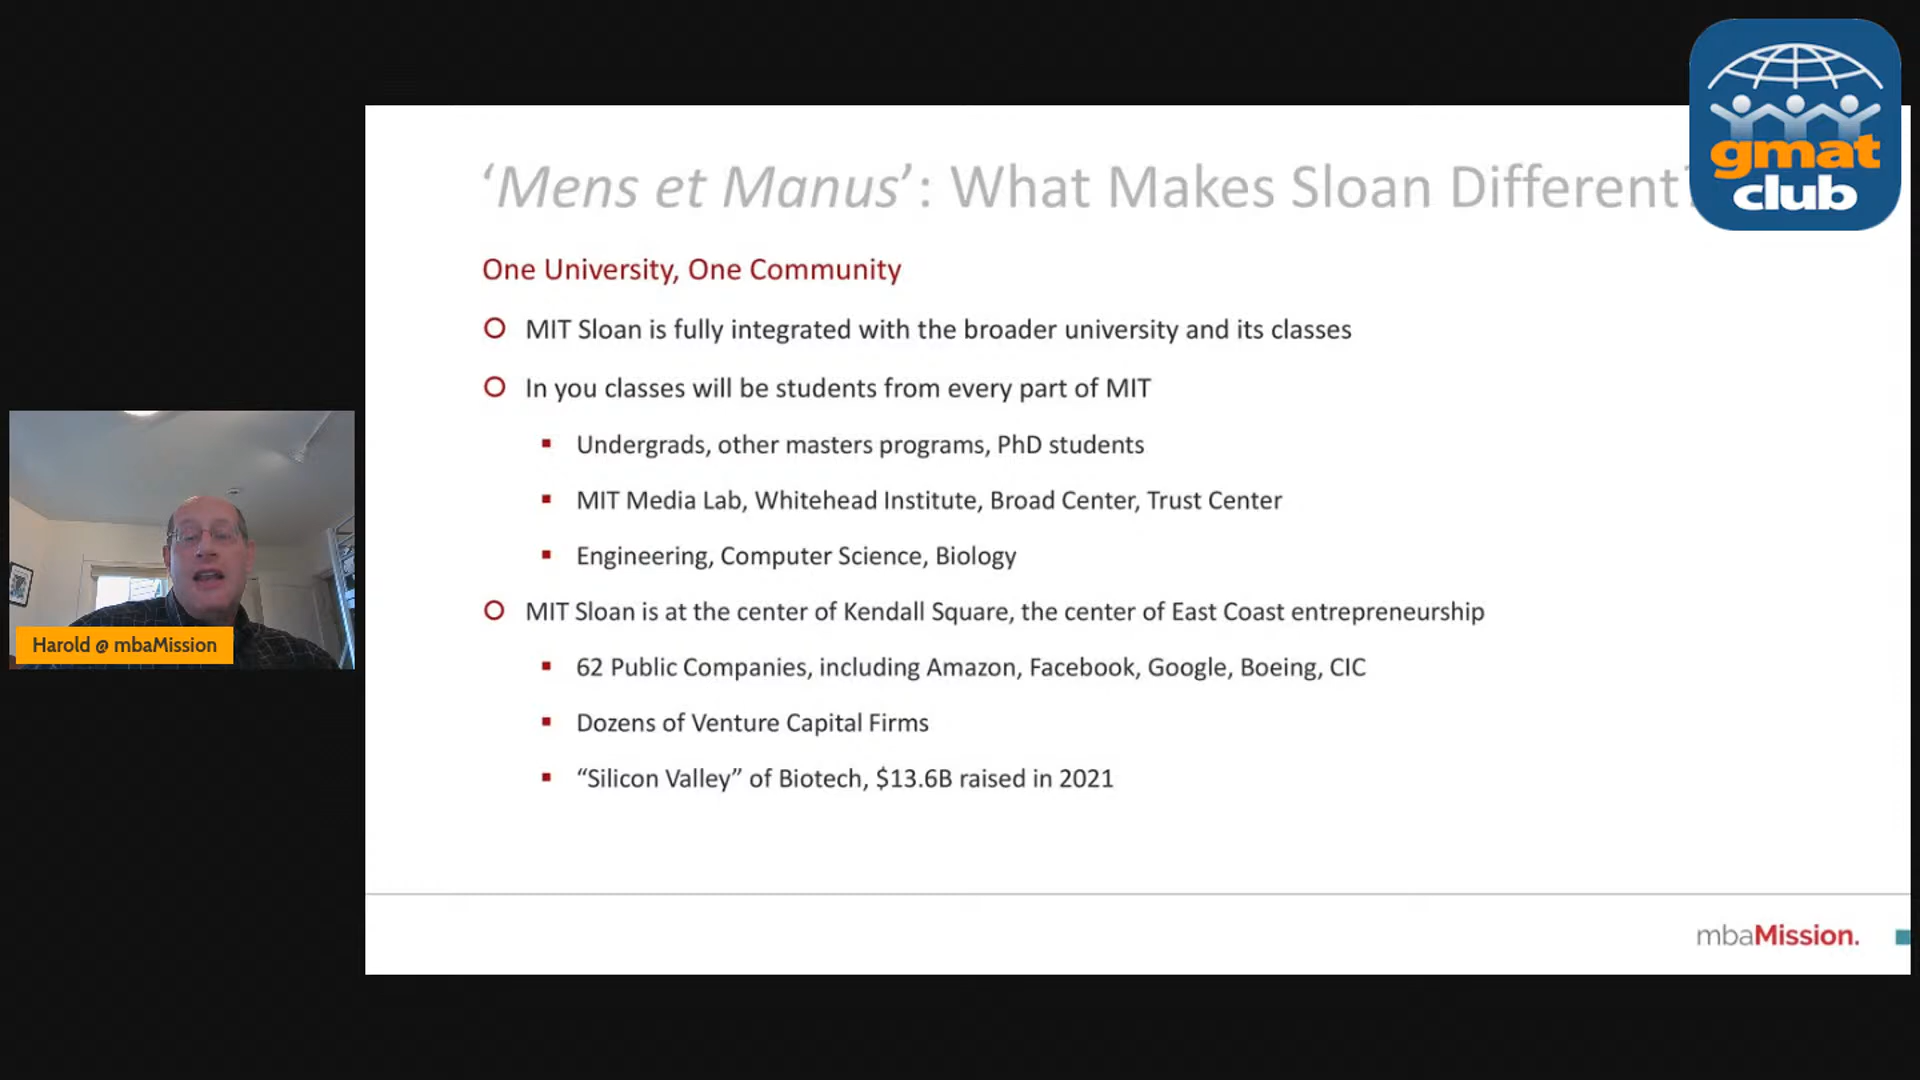 gmat
club
‘Mens et Manus’: What Makes Sloan Different?
One University, One Community
MIT Sloan is fully integrated with the broader university and its classes
In you classes will be students from every part of MIT
Undergrads, other masters programs, PhD students
MIT Media Lab, Whitehead Institute, Broad Center, Trust Center
Engineering, Computer Science, Biology
MIT Sloan is at the center of Kendall Square, the center of East Coast entrepreneurship
62 Public Companies, including Amazon, Facebook, Google, Boeing, CIC
Dozens of Venture Capital Firms
“Silicon Valley” of Biotech, $13.6B raised in 2021
Harold @ mbaMission
mbaMission.